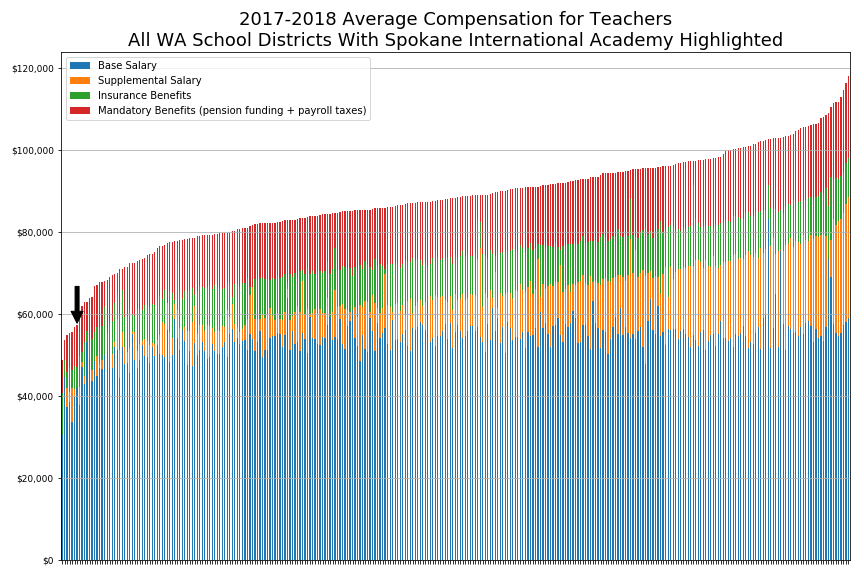 2017-2018 Average Compensation for Teachers
All WA School Districts With Spokane International Academy Highlighted
Base Salary
Supplemental Salary
Insurance Benefits
Mandatory Benefits (pension funding + payroll taxes)
$120,000
$100,000
$80,000
$60,000
$40,000
$20,000
$0